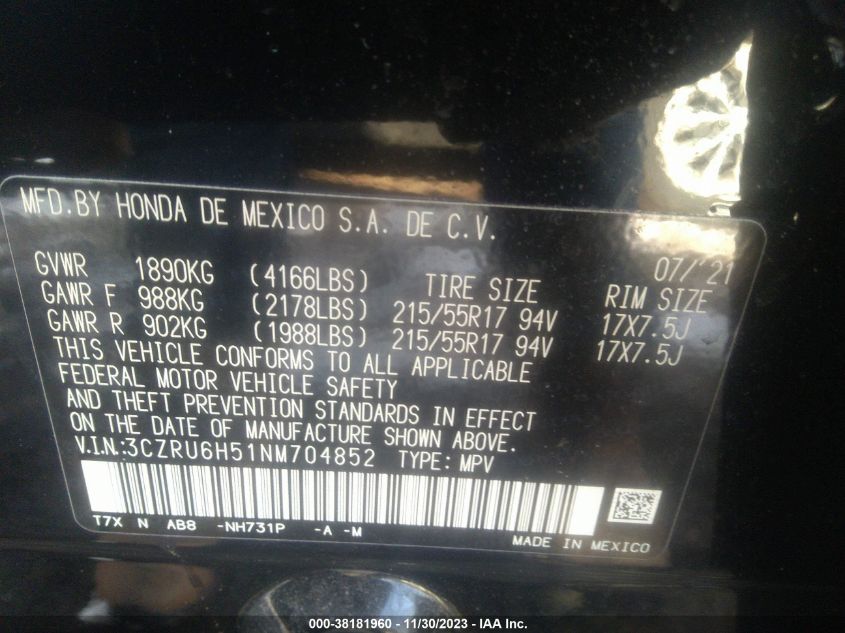 MFD.BY HONDA DE MEXICO S.A. DE C.V.
07/'21
GVWR 1890KG (4166LBS) TIRE SIZE RIM SIZE
GAWR F 988KG (2178LBS) 215/55R17 94V 17X7.5J
GAWR R 902KG (1988LBS) 215/55R17 94V 17X7.5J
THIS VEHICLE CONFORMS TO ALL APPLICABLE
FEDERAL MOTOR VEHICLE SAFETY
AND THEFT PREVENTION STANDARDS IN EFFECT
ON THE DATE OF MANUFACTURE SHOWN ABOVE.
V.I.N.:3CZRU6H51NM704852 TYPE: MPV
T7X N AB8 -NH731P -A -M
MADE IN MEXICO
000-38181960 - 11/30/2023 - IAA Inc.